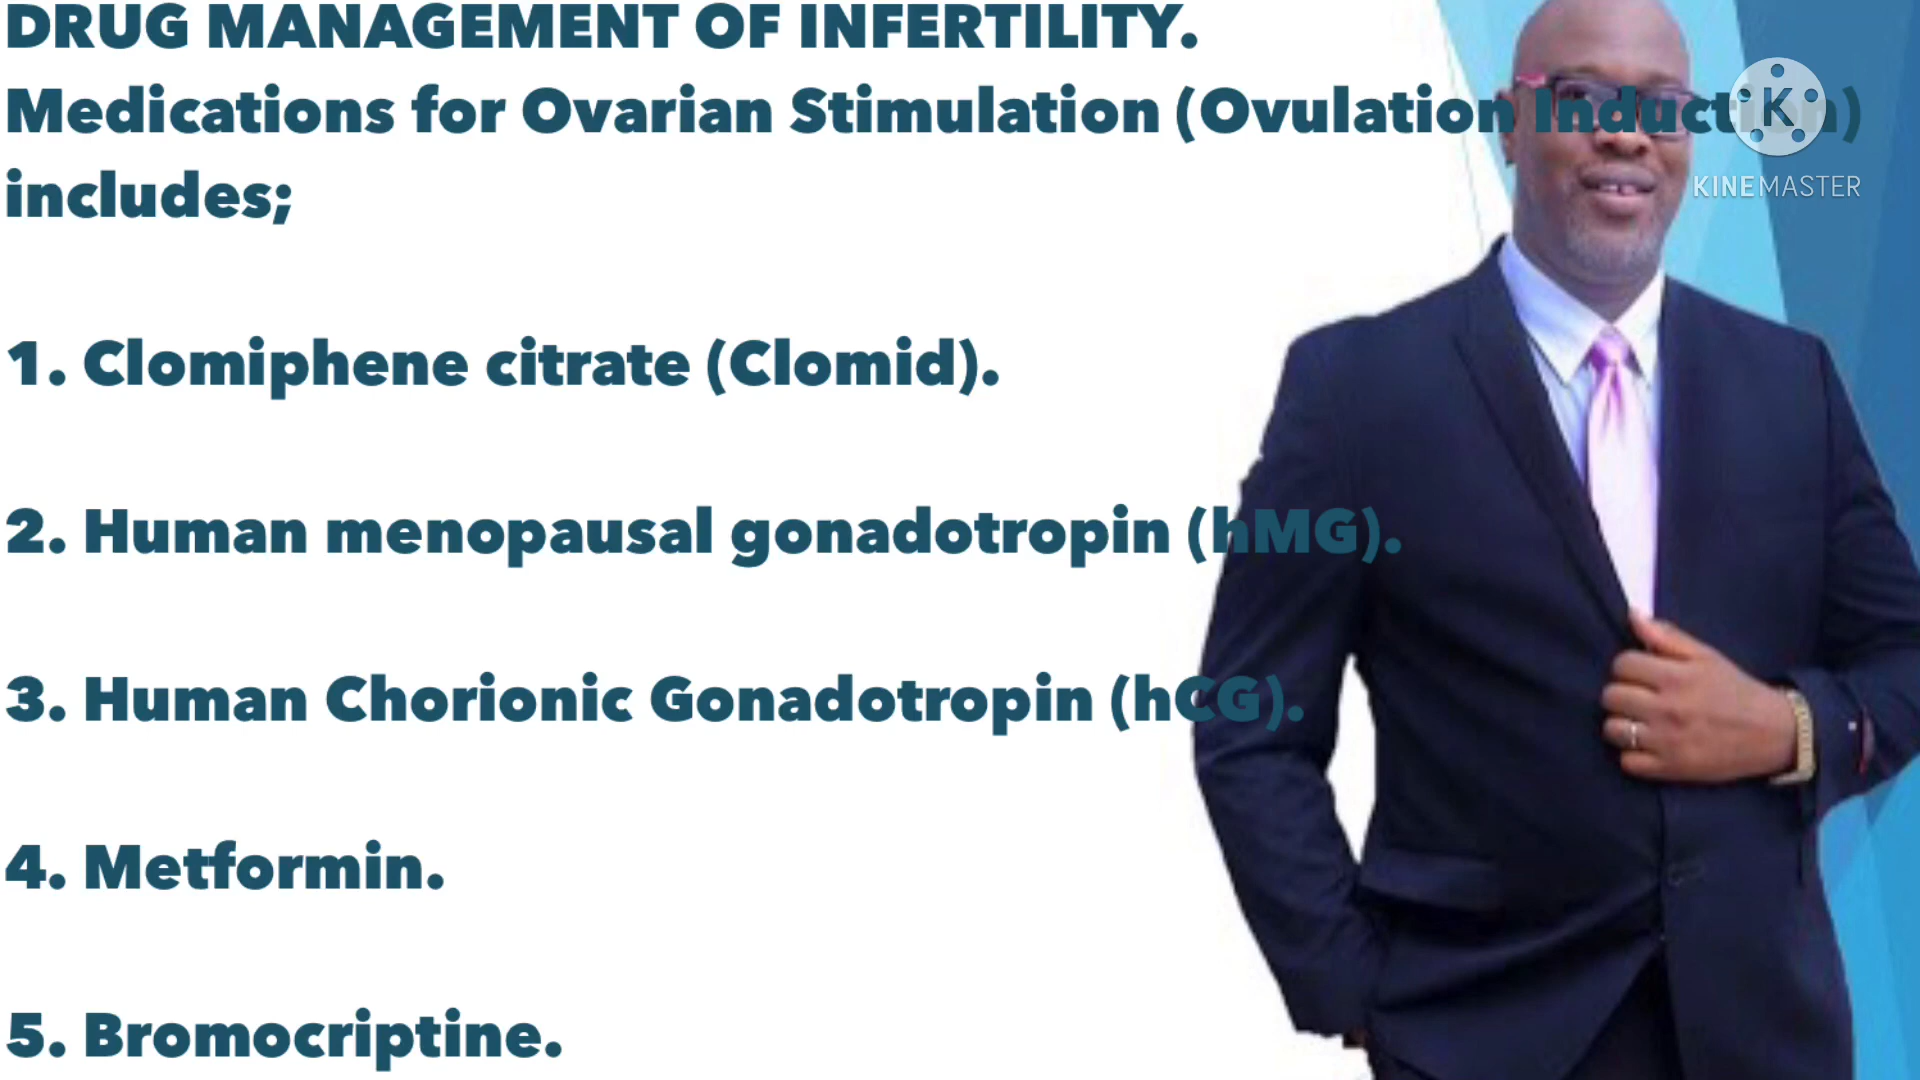 DRUG MANAGEMENT OF INFERTILITY.
Medications for Ovarian Stimulation (Ovulation Induction)
includes;
1. Clomiphene citrate (Clomid).
2. Human menopausal gonadotropin (hMG).
3. Human Chorionic Gonadotropin (hCG).
4. Metformin.
5. Bromocriptine.
K
KINEMASTER